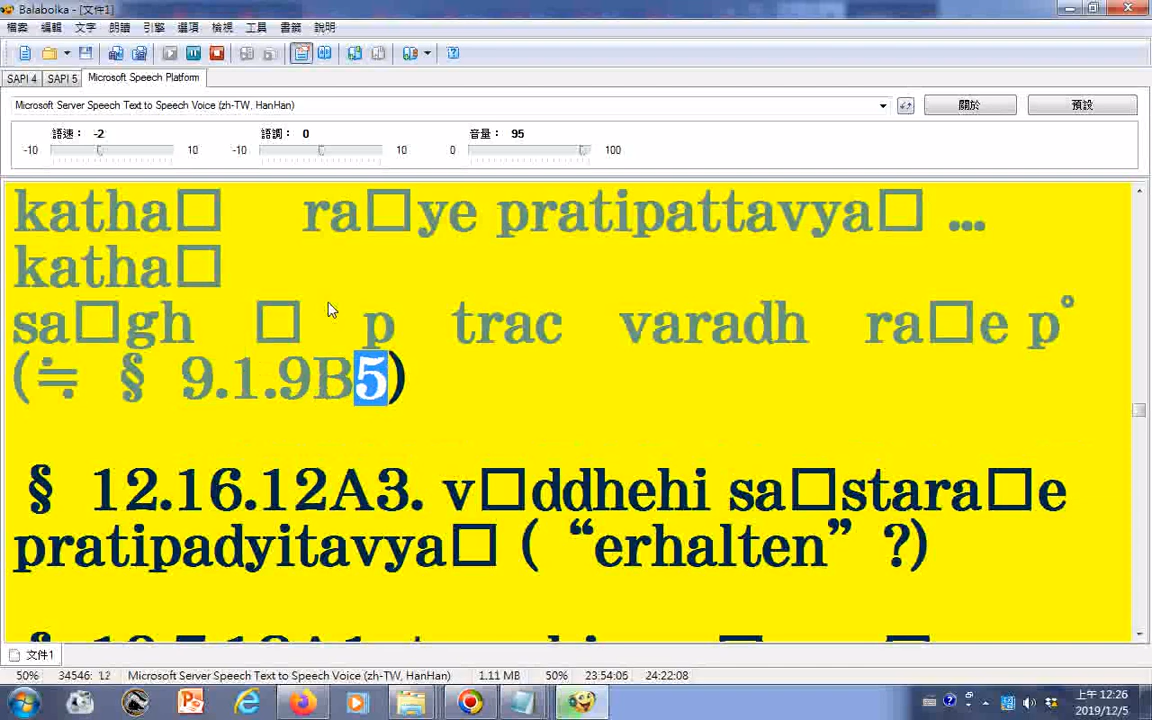 Balabolka - [文件1]
檔案 編輯 文字 朗讀 引擎 選項 檢視 工具 書籤 說明
SAPI 4 SAPI 5 Microsoft Speech Platform
Microsoft Server Speech Text to Speech Voice (zh-TW, HanHan) 關於 預設
語速： -2 語調： 0 音量： 95
-10 10 -10 10 0 100
katha□ ra□ye pratipattavya□ ...
katha□
sa□gh □ p trac varadh ra□e p°
(≒ § 9.1.9B5)
§ 12.16.12A3. v□ddhehi sa□stara□e
pratipadyitavya□ ( “erhalten” ?)
文件1
50% 34546: 12 Microsoft Server Speech Text to Speech Voice (zh-TW, HanHan) 1.11 MB 50% 23:54:06 24:22:08
上午 12:26
2019/12/5